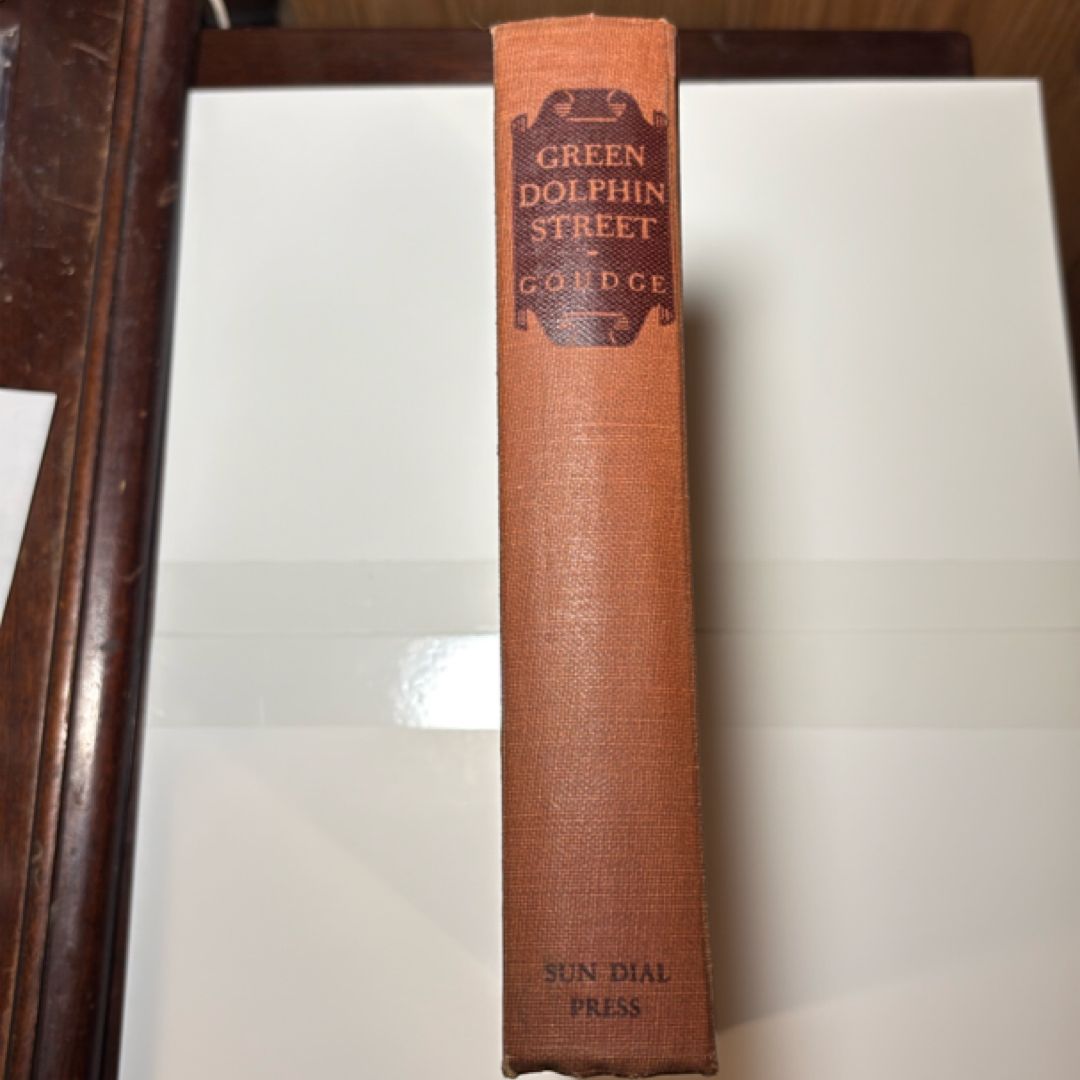 GREEN
DOLPHIN
STREET
-
GOUDGE
SUN DIAL
PRESS